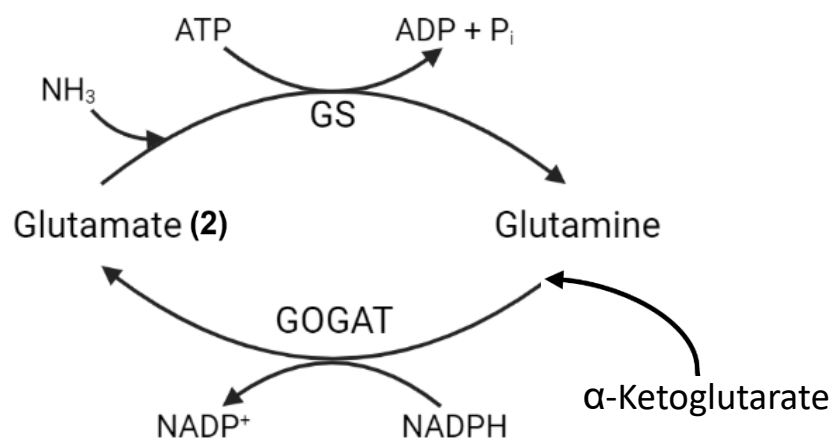 ATP
ADP + Pᵢ
NH₃
GS
Glutamate (2)
Glutamine
GOGAT
α-Ketoglutarate
NADP⁺
NADPH